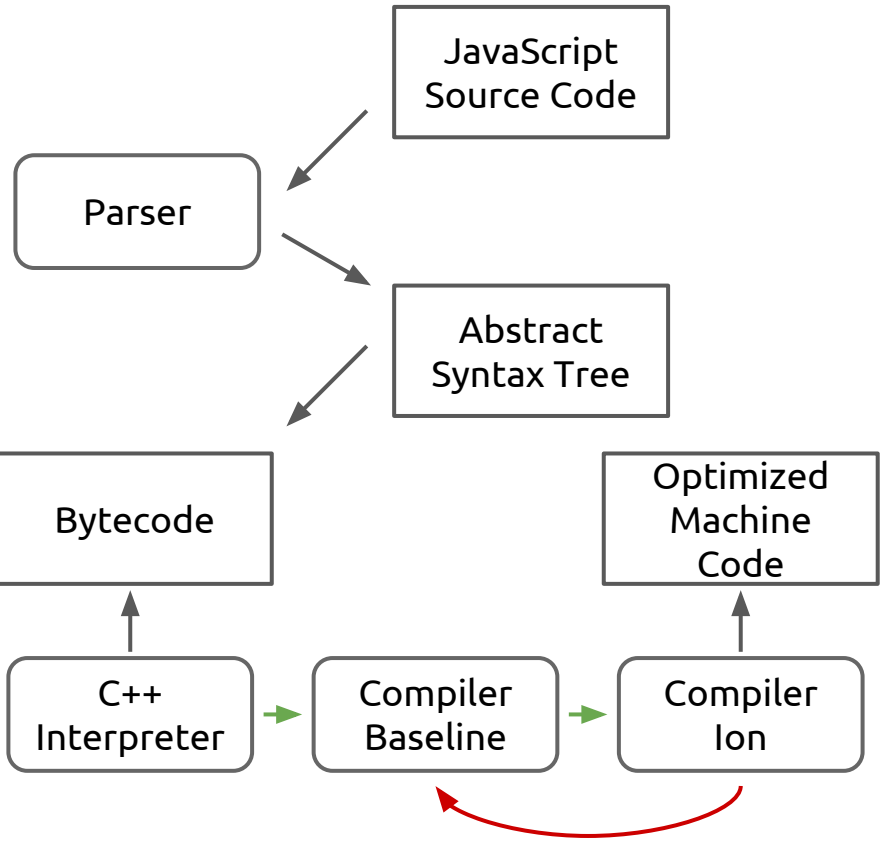 JavaScript
Source Code
Parser
Abstract
Syntax Tree
Bytecode
Optimized
Machine
Code
C++
Interpreter
Compiler
Baseline
Compiler
Ion